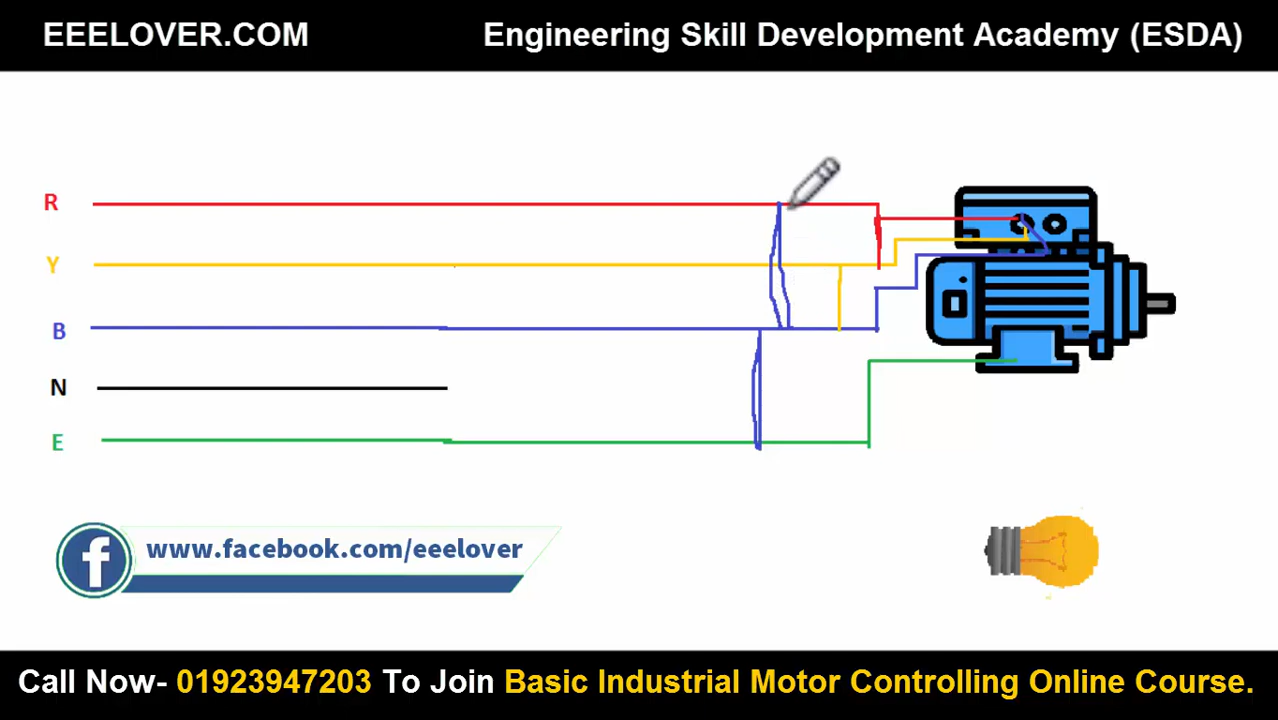 EEELOVER.COM
Engineering Skill Development Academy (ESDA)
R
Y
B
N
E
f
www.facebook.com/eeelover
Call Now- 01923947203 To Join Basic Industrial Motor Controlling Online Course.